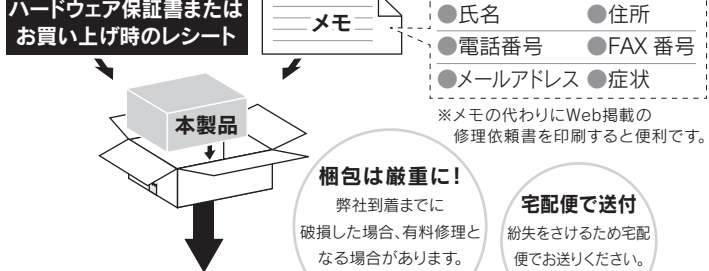 ハードウェア保証書または
お買い上げ時のレシート
メモ
●氏名 ●住所
●電話番号 ●FAX 番号
●メールアドレス ●症状
※メモの代わりにWeb掲載の
修理依頼書を印刷すると便利です。
本製品
梱包は厳重に!
弊社到着までに
破損した場合、有料修理と
なる場合があります。
宅配便で送付
紛失をさけるため宅配
便でお送りください。